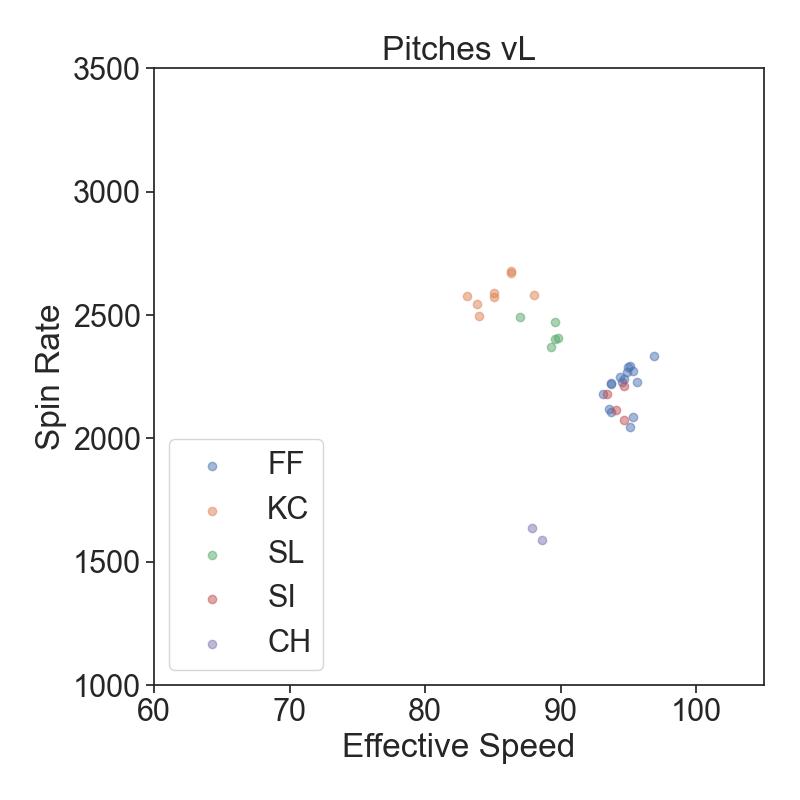 Pitches vL
3500
3000
2500
2000
1500
1000
Spin Rate
FF
KC
SL
SI
CH
60 70 80 90 100
Effective Speed